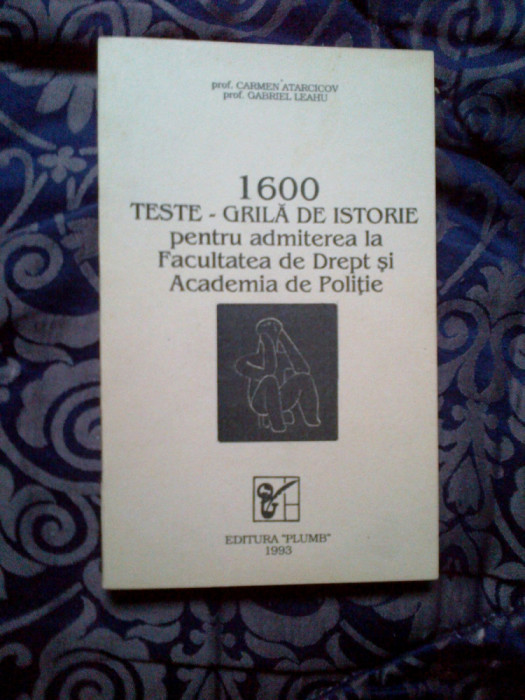 prof. CARMEN ATARCICOV
prof. GABRIEL LEAHU
1600
TESTE - GRILĂ DE ISTORIE
pentru admiterea la
Facultatea de Drept și
Academia de Poliție
EDITURA "PLUMB"
1993